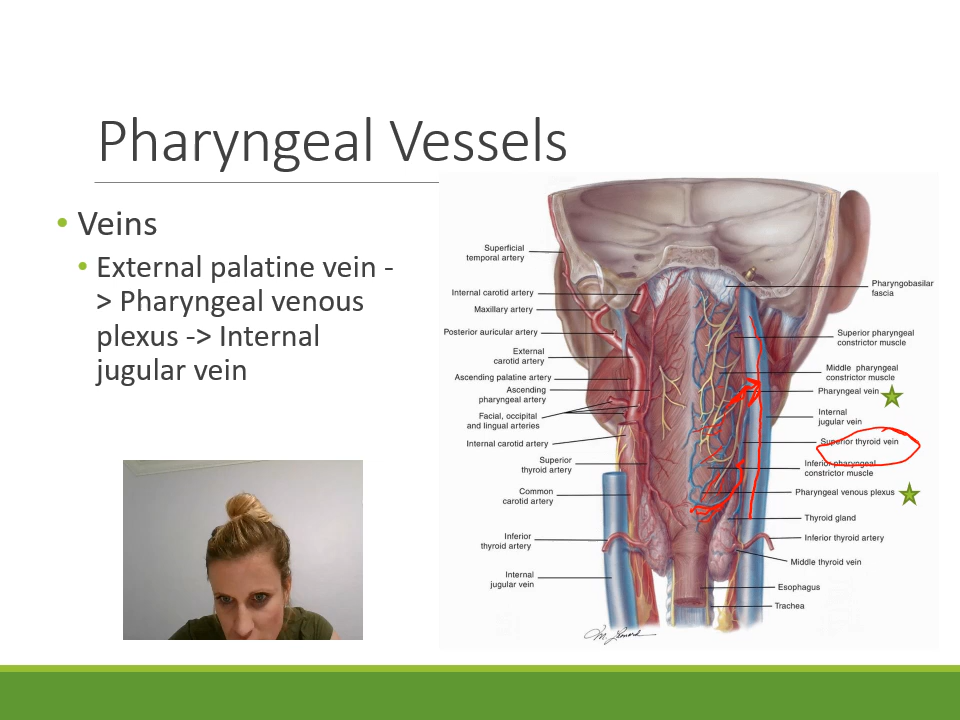 Pharyngeal Vessels
• Veins
• External palatine vein -
> Pharyngeal venous
plexus -> Internal
jugular vein
Superficial
temporal artery
Internal carotid artery
Maxillary artery
Posterior auricular artery
External
carotid artery
Ascending palatine artery
Ascending
pharyngeal artery
Facial, occipital
and lingual arteries
Internal carotid artery
Superior
thyroid artery
Common
carotid artery
Inferior
thyroid artery
Internal
jugular vein
Pharyngobasilar
fascia
Superior pharyngeal
constrictor muscle
Middle pharyngeal
constrictor muscle
Pharyngeal vein
Internal
jugular vein
Superior thyroid vein
Inferior pharyngeal
constrictor muscle
Pharyngeal venous plexus
Thyroid gland
Inferior thyroid artery
Middle thyroid vein
Esophagus
Trachea